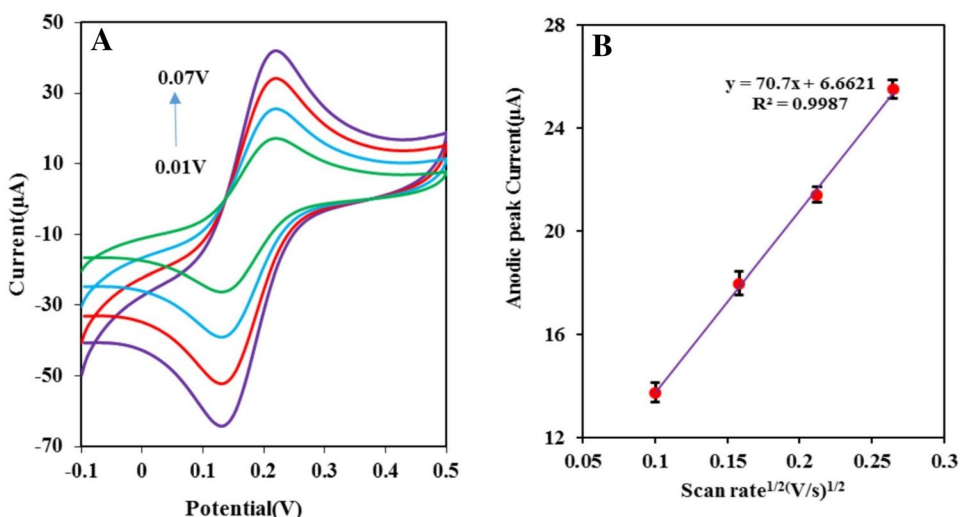 A
50
30
10
-10
-30
-50
-70
-0.1 0 0.1 0.2 0.3 0.4 0.5
Current(µA)
Potential(V)
0.07V
0.01V
B
28
24
20
16
12
0.05 0.1 0.15 0.2 0.25 0.3
Anodic peak Current(µA)
Scan rate^1/2(V/s)^1/2
y = 70.7x + 6.6621
R² = 0.9987